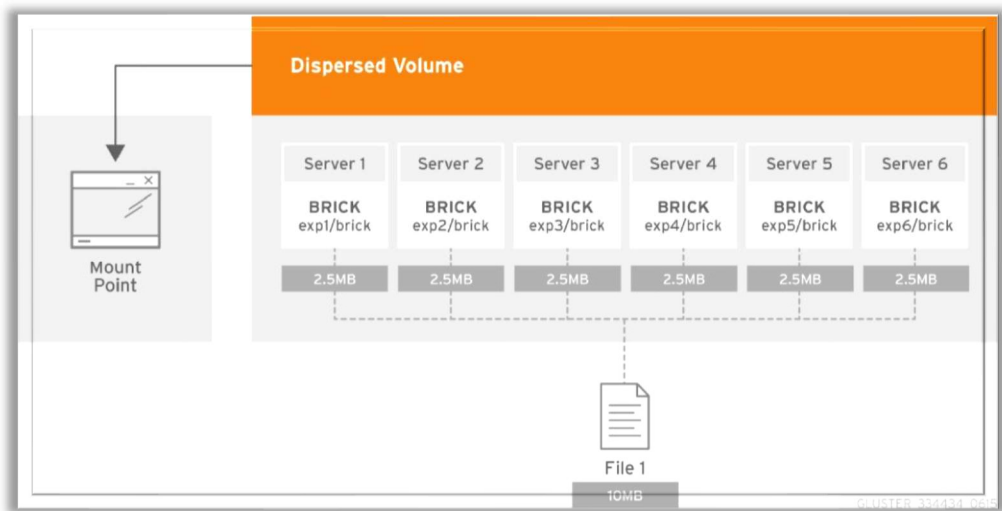 Dispersed Volume
Server 1
Server 2
Server 3
Server 4
Server 5
Server 6
BRICK
exp1/brick
BRICK
exp2/brick
BRICK
exp3/brick
BRICK
exp4/brick
BRICK
exp5/brick
BRICK
exp6/brick
Mount
Point
2.5MB
2.5MB
2.5MB
2.5MB
2.5MB
2.5MB
File 1
10MB
GLUSTER_334434_0615